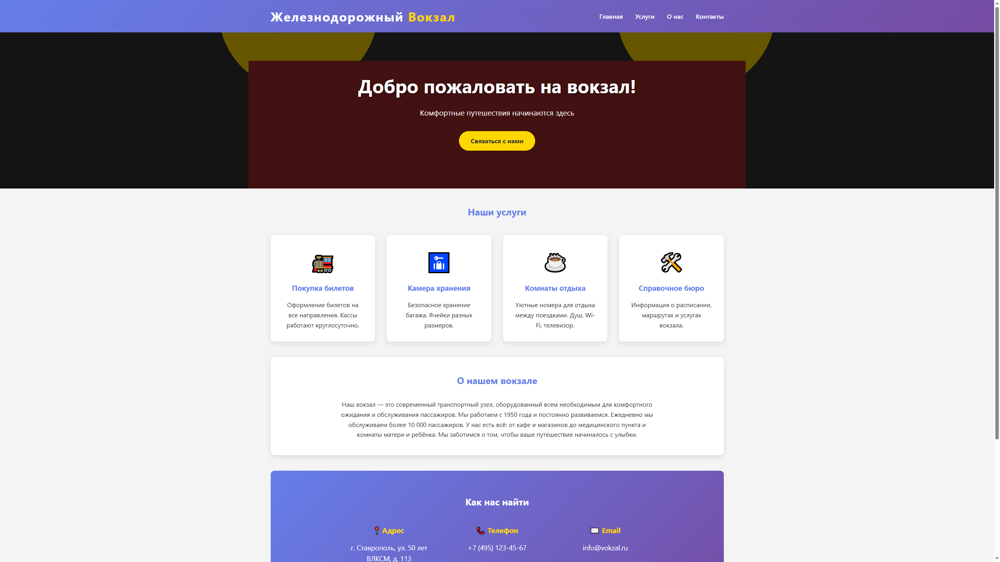 Железнодорожный Вокзал
Главная Услуги О нас Контакты
Добро пожаловать на вокзал!
Комфортные путешествия начинаются здесь
Связаться с нами
Наши услуги
Покупка билетов
Оформление билетов на
все направления. Кассы
работают круглосуточно.
Камера хранения
Безопасное хранение
багажа. Ячейки разных
размеров.
Комнаты отдыха
Уютные номера для отдыха
между поездками. Душ, Wi-
Fi, телевизор.
Справочное бюро
Информация о расписании,
маршрутах и услугах
вокзала.
О нашем вокзале
Наш вокзал — это современный транспортный узел, оборудованный всем необходимым для комфортного
ожидания и обслуживания пассажиров. Мы работаем с 1950 года и постоянно развиваемся. Ежедневно мы
обслуживаем более 10 000 пассажиров. У нас есть всё: от кафе и магазинов до медицинского пункта и
комнаты матери и ребёнка. Мы заботимся о том, чтобы ваше путешествие начиналось с улыбки.
Как нас найти
Адрес
г. Ставрополь, ул. 50 лет
ВЛКСМ, д. 113
Телефон
+7 (495) 123-45-67
Email
info@vokzal.ru